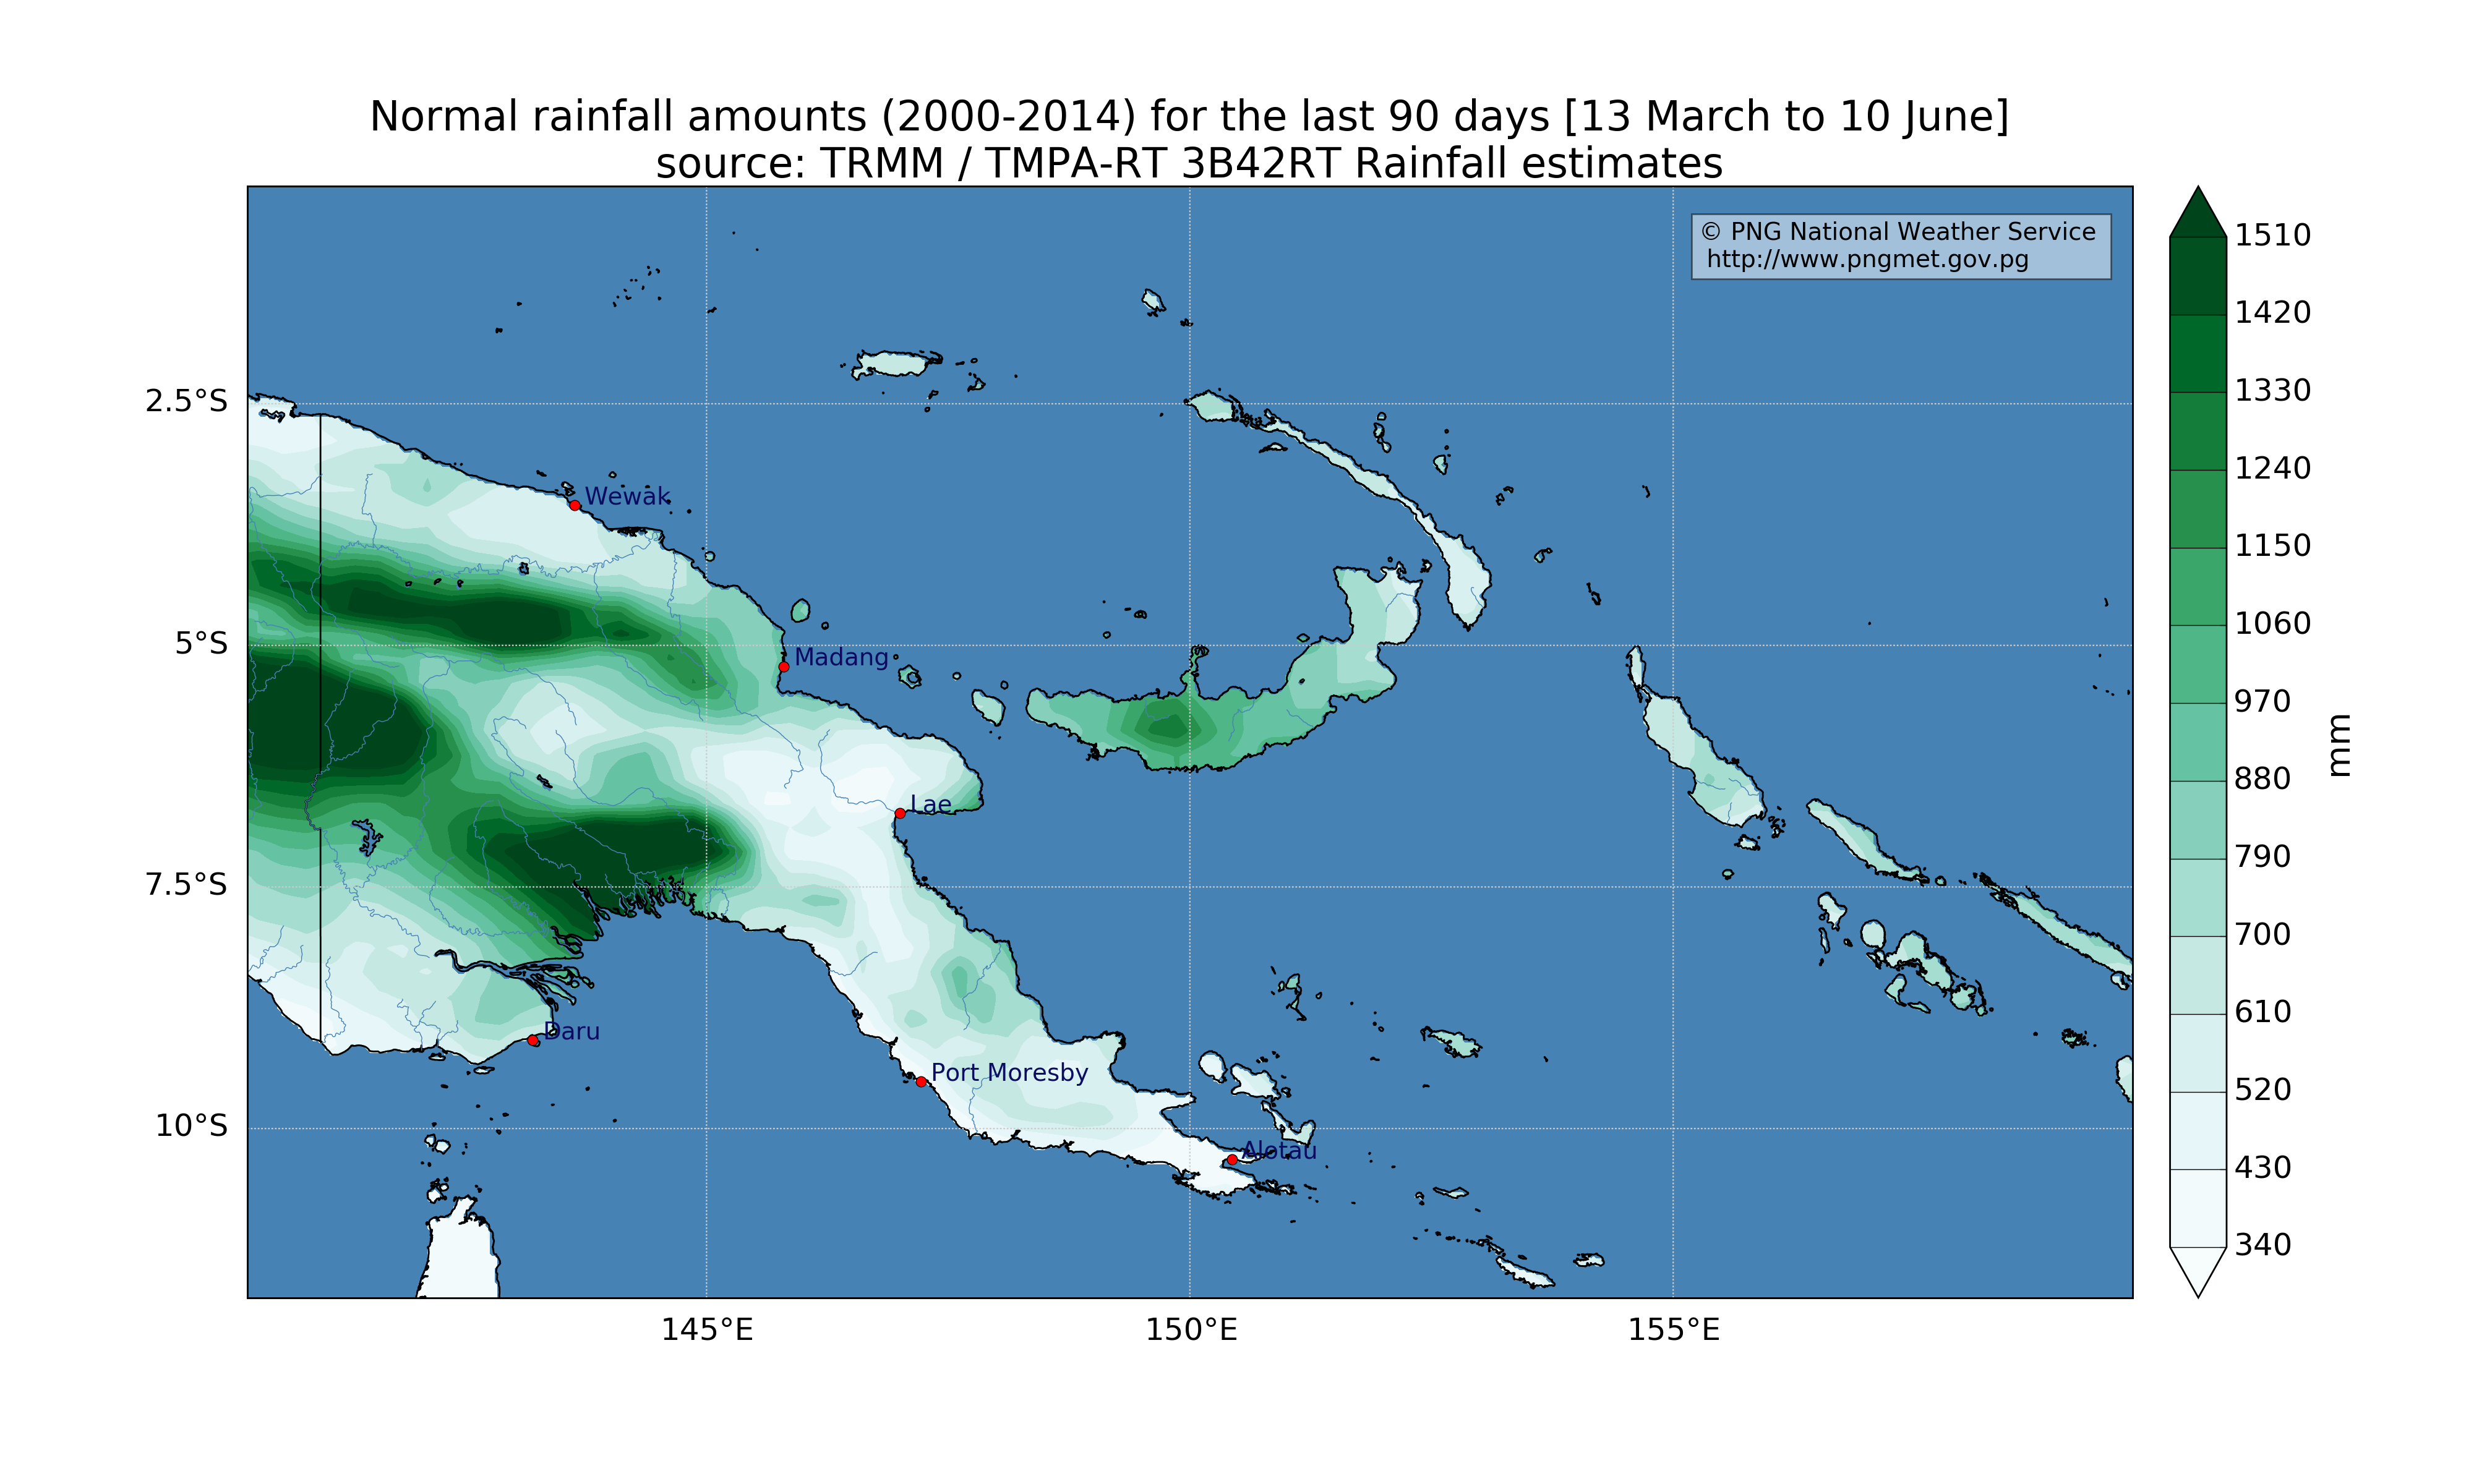 Normal rainfall amounts (2000-2014) for the last 90 days [13 March to 10 June]
source: TRMM / TMPA-RT 3B42RT Rainfall estimates
© PNG National Weather Service
http://www.pngmet.gov.pg
1510
1420
1330
1240
1150
1060
970
880
790
700
610
520
430
340
mm
2.5°S
5°S
7.5°S
10°S
Wewak
Madang
Lae
Daru
Port Moresby
Alotau
145°E
150°E
155°E